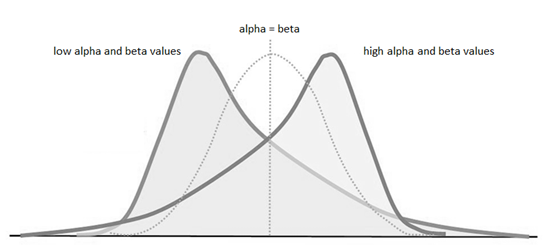 alpha = beta
low alpha and beta values
high alpha and beta values